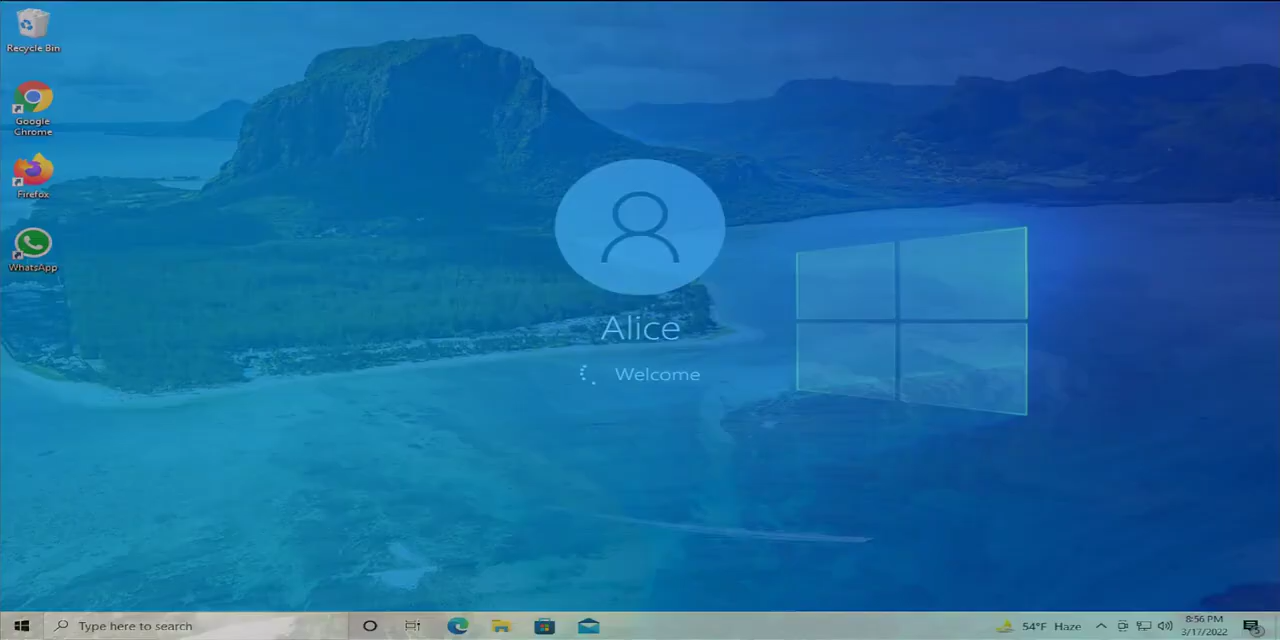 Recycle Bin
Google
Chrome
Firefox
WhatsApp
Alice
Welcome
Type here to search
54°F Haze
8:56 PM
3/17/2022
3